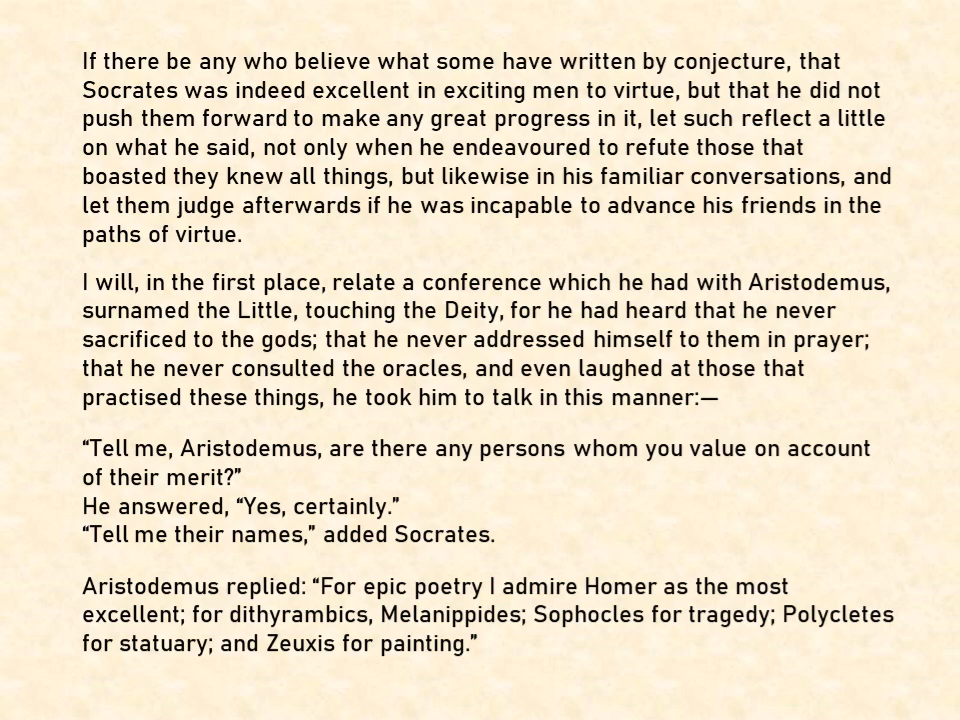 If there be any who believe what some have written by conjecture, that
Socrates was indeed excellent in exciting men to virtue, but that he did not
push them forward to make any great progress in it, let such reflect a little
on what he said, not only when he endeavoured to refute those that
boasted they knew all things, but likewise in his familiar conversations, and
let them judge afterwards if he was incapable to advance his friends in the
paths of virtue.
I will, in the first place, relate a conference which he had with Aristodemus,
surnamed the Little, touching the Deity, for he had heard that he never
sacrificed to the gods; that he never addressed himself to them in prayer;
that he never consulted the oracles, and even laughed at those that
practised these things, he took him to talk in this manner:—
“Tell me, Aristodemus, are there any persons whom you value on account
of their merit?”
He answered, “Yes, certainly.”
“Tell me their names,” added Socrates.
Aristodemus replied: “For epic poetry I admire Homer as the most
excellent; for dithyrambics, Melanippides; Sophocles for tragedy; Polycletes
for statuary; and Zeuxis for painting.”